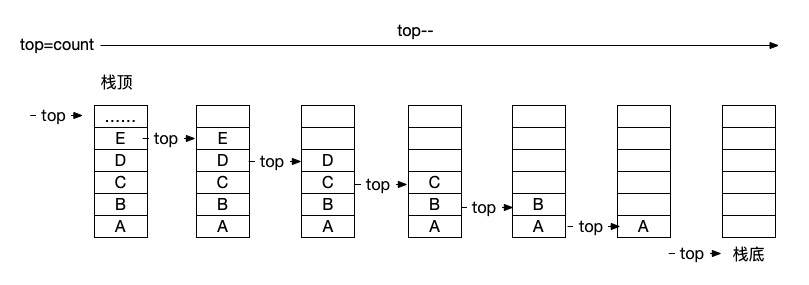 top--
top=count
栈顶
top ......
E top E
D D top D
C C C top C
B B B B top B
A A A A A top A
top 栈底